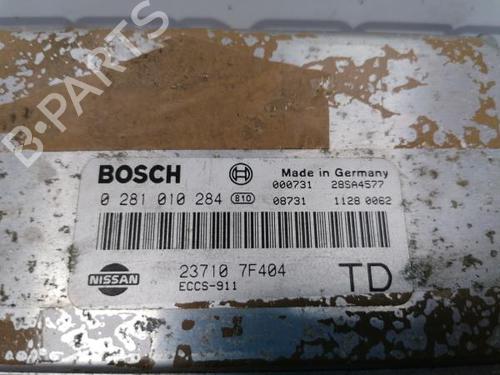 B-PARTS
BOSCH
Made in Germany
000731 28SA4577
0 281 010 284 810 08731 1128 0062
NISSAN
23710 7F404
ECCS-911
TD